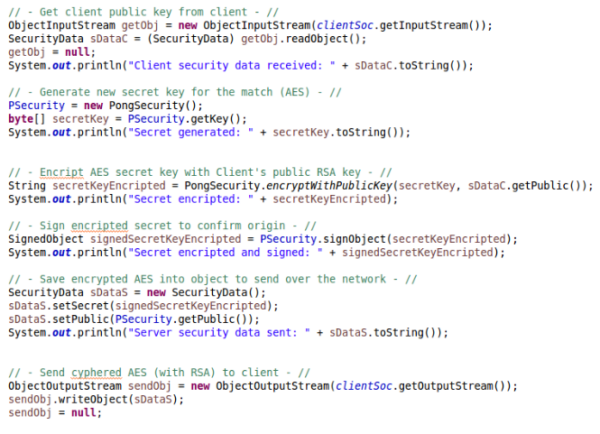 // - Get client public key from client - //
ObjectInputStream getObj = new ObjectInputStream(clientSoc.getInputStream());
SecurityData sDataC = (SecurityData) getObj.readObject();
getObj = null;
System.out.println("Client security data received: " + sDataC.toString());
// - Generate new secret key for the match (AES) - //
PSecurity = new PongSecurity();
byte[] secretKey = PSecurity.getKey();
System.out.println("Secret generated: " + secretKey.toString());
// - Encript AES secret key with Client's public RSA key - //
String secretKeyEncripted = PongSecurity.encryptWithPublicKey(secretKey, sDataC.getPublic());
System.out.println("Secret encripted: " + secretKeyEncripted);
// - Sign encripted secret to confirm origin - //
SignedObject signedSecretKeyEncripted = PSecurity.signObject(secretKeyEncripted);
System.out.println("Secret encripted and signed: " + signedSecretKeyEncripted);
// - Save encrypted AES into object to send over the network - //
SecurityData sDataS = new SecurityData();
sDataS.setSecret(signedSecretKeyEncripted);
sDataS.setPublic(PSecurity.getPublic());
System.out.println("Server security data sent: " + sDataS.toString());
// - Send cyphered AES (with RSA) to client - //
ObjectOutputStream sendObj = new ObjectOutputStream(clientSoc.getOutputStream());
sendObj.writeObject(sDataS);
sendObj = null;